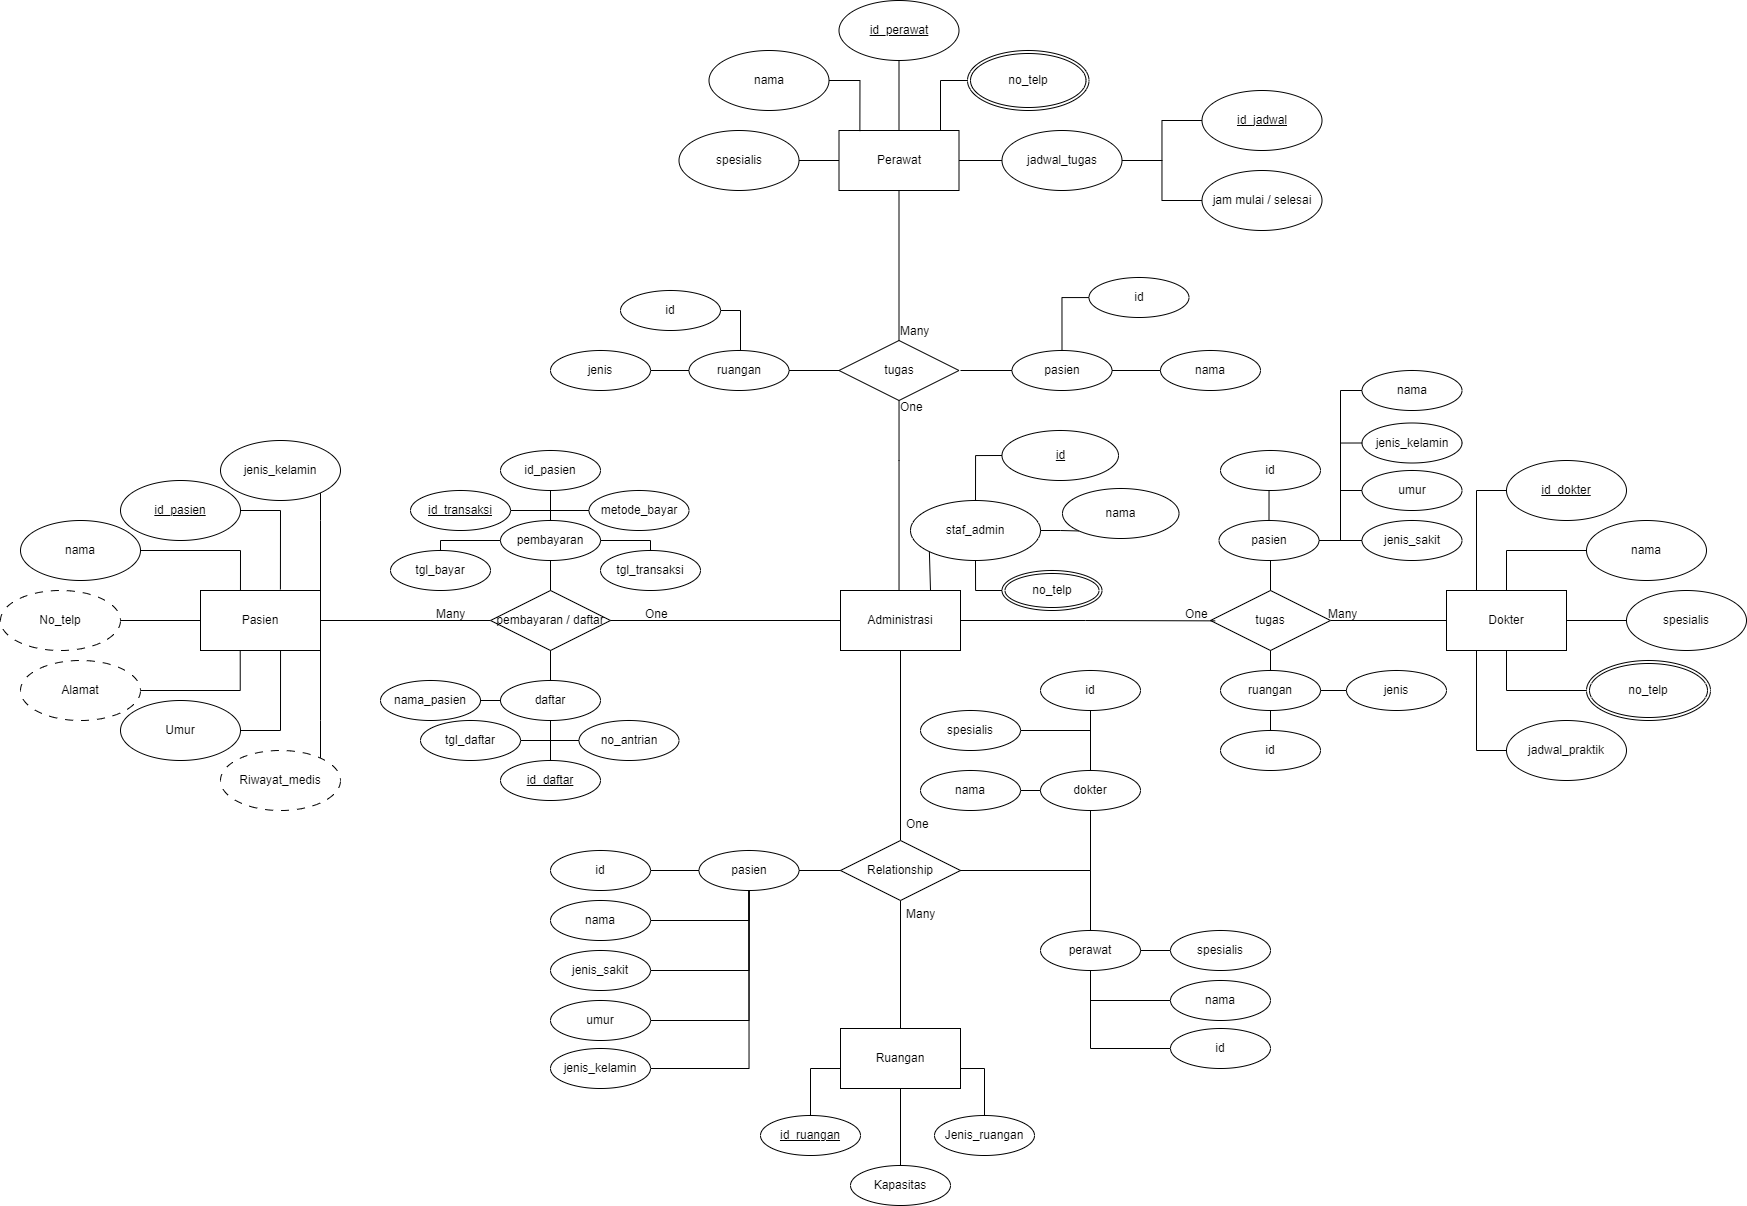 id_perawat
nama
no_telp
id_jadwal
spesialis
Perawat
jadwal_tugas
jam mulai / selesai
id
id
Many
jenis
ruangan
tugas
pasien
nama
One
nama
jenis_kelamin
id_pasien
id
id
jenis_kelamin
umur
id_dokter
id_pasien
id_transaksi
metode_bayar
staf_admin
nama
nama
pembayaran
pasien
jenis_sakit
nama
tgl_bayar
tgl_transaksi
no_telp
No_telp
Pasien
Many
pembayaran / daftar
One
Administrasi
One
tugas
Many
Dokter
spesialis
Alamat
nama_pasien
daftar
id
ruangan
jenis
no_telp
Umur
tgl_daftar
no_antrian
spesialis
id
jadwal_praktik
Riwayat_medis
id_daftar
nama
dokter
One
id
pasien
Relationship
nama
Many
jenis_sakit
perawat
spesialis
umur
nama
jenis_kelamin
Ruangan
id
id_ruangan
Jenis_ruangan
Kapasitas